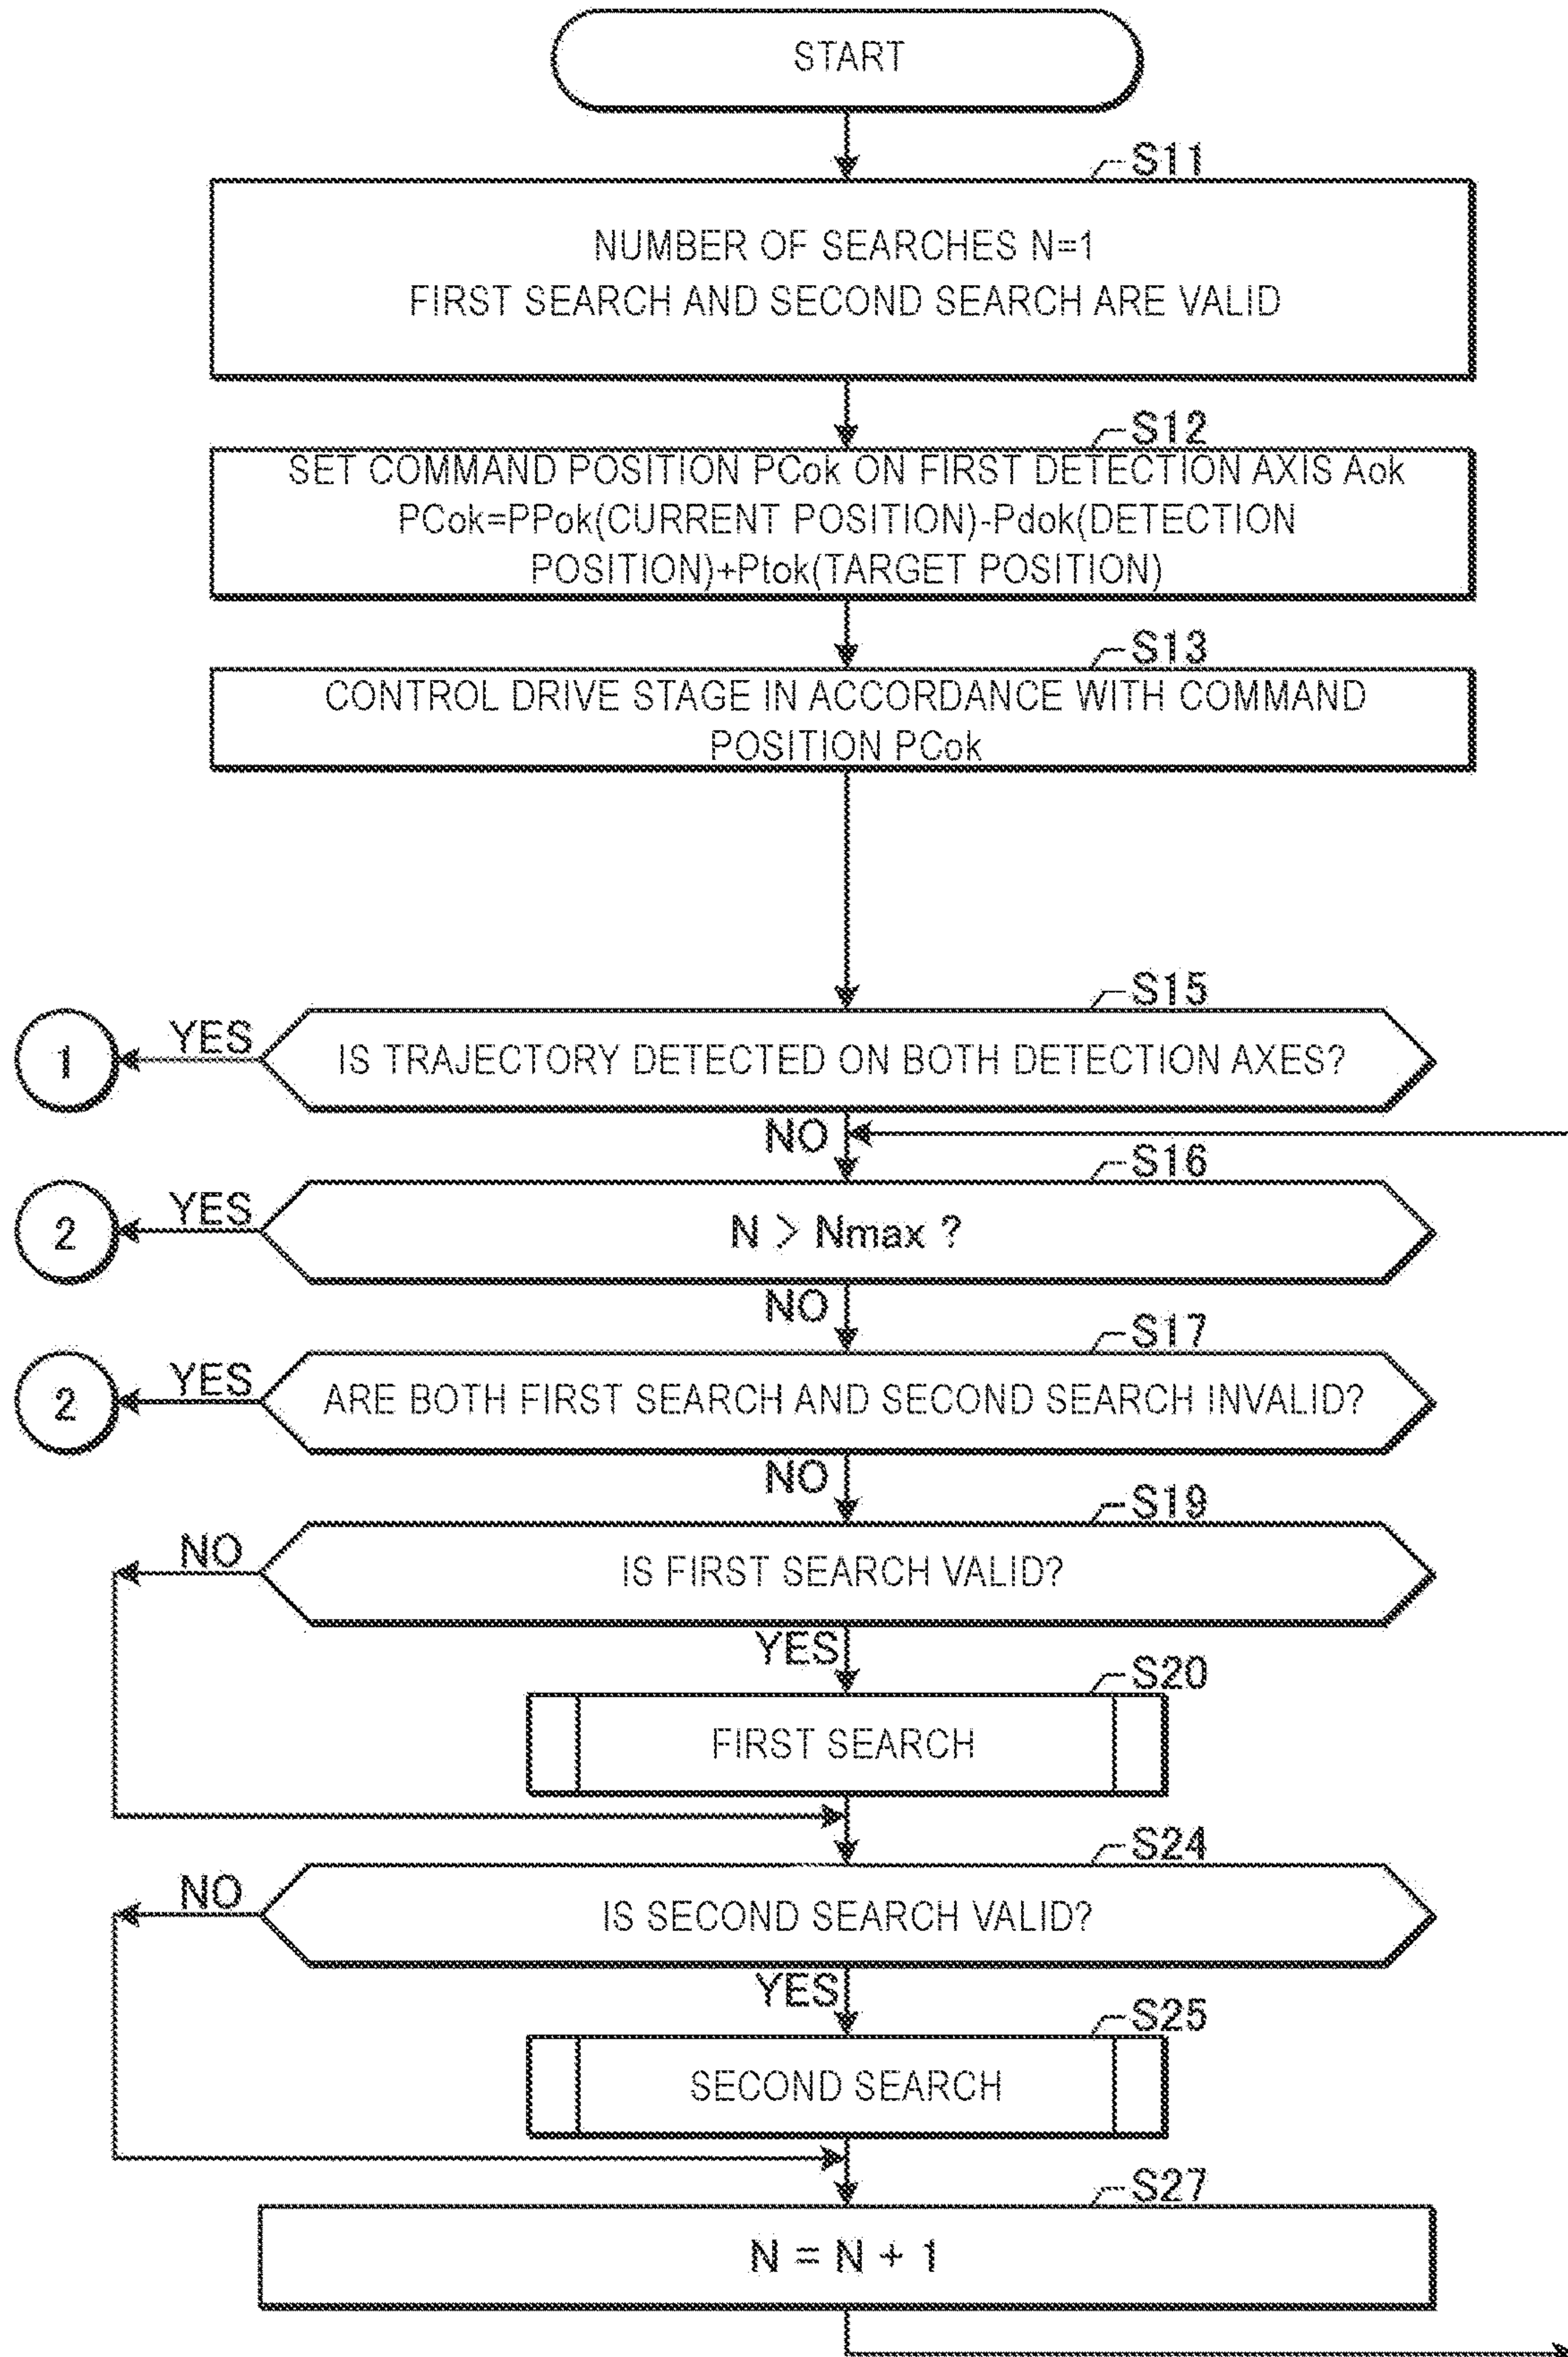 START
S11
NUMBER OF SEARCHES N=1
FIRST SEARCH AND SECOND SEARCH ARE VALID
S12
SET COMMAND POSITION PCok ON FIRST DETECTION AXIS Aok
PCok=PPok(CURRENT POSITION)-Pdok(DETECTION
POSITION)+Ptok(TARGET POSITION)
S13
CONTROL DRIVE STAGE IN ACCORDANCE WITH COMMAND
POSITION PCok
S15
1
YES
IS TRAJECTORY DETECTED ON BOTH DETECTION AXES?
NO
S16
2
YES
N > Nmax ?
NO
S17
2
YES
ARE BOTH FIRST SEARCH AND SECOND SEARCH INVALID?
NO
S19
NO
IS FIRST SEARCH VALID?
YES
S20
FIRST SEARCH
S24
NO
IS SECOND SEARCH VALID?
YES
S25
SECOND SEARCH
S27
N = N + 1